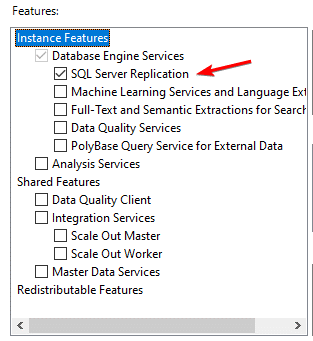 Features:
Instance Features
Database Engine Services
SQL Server Replication
Machine Learning Services and Language Ext
Full-Text and Semantic Extractions for Search
Data Quality Services
PolyBase Query Service for External Data
Analysis Services
Shared Features
Data Quality Client
Integration Services
Scale Out Master
Scale Out Worker
Master Data Services
Redistributable Features